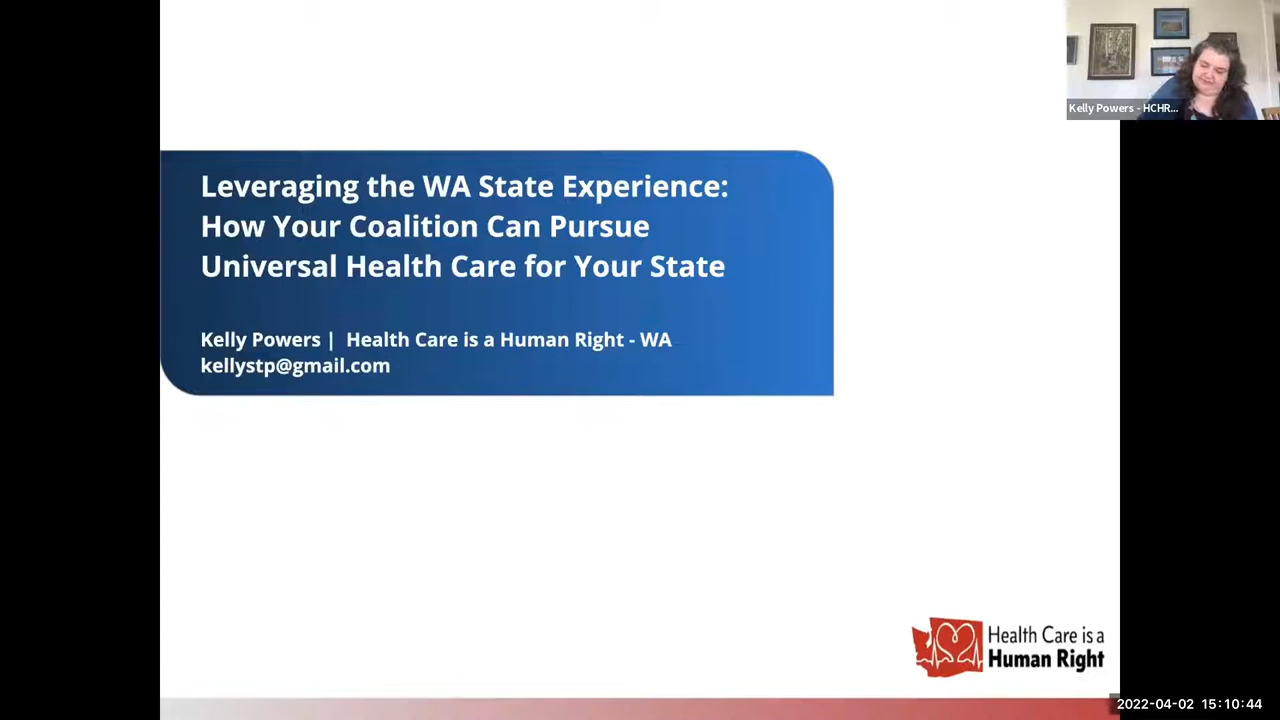 Kelly Powers - HCHR...
Leveraging the WA State Experience:
How Your Coalition Can Pursue
Universal Health Care for Your State
Kelly Powers | Health Care is a Human Right - WA
kellystp@gmail.com
Health Care is a
Human Right
2022-04-02 15:10:44